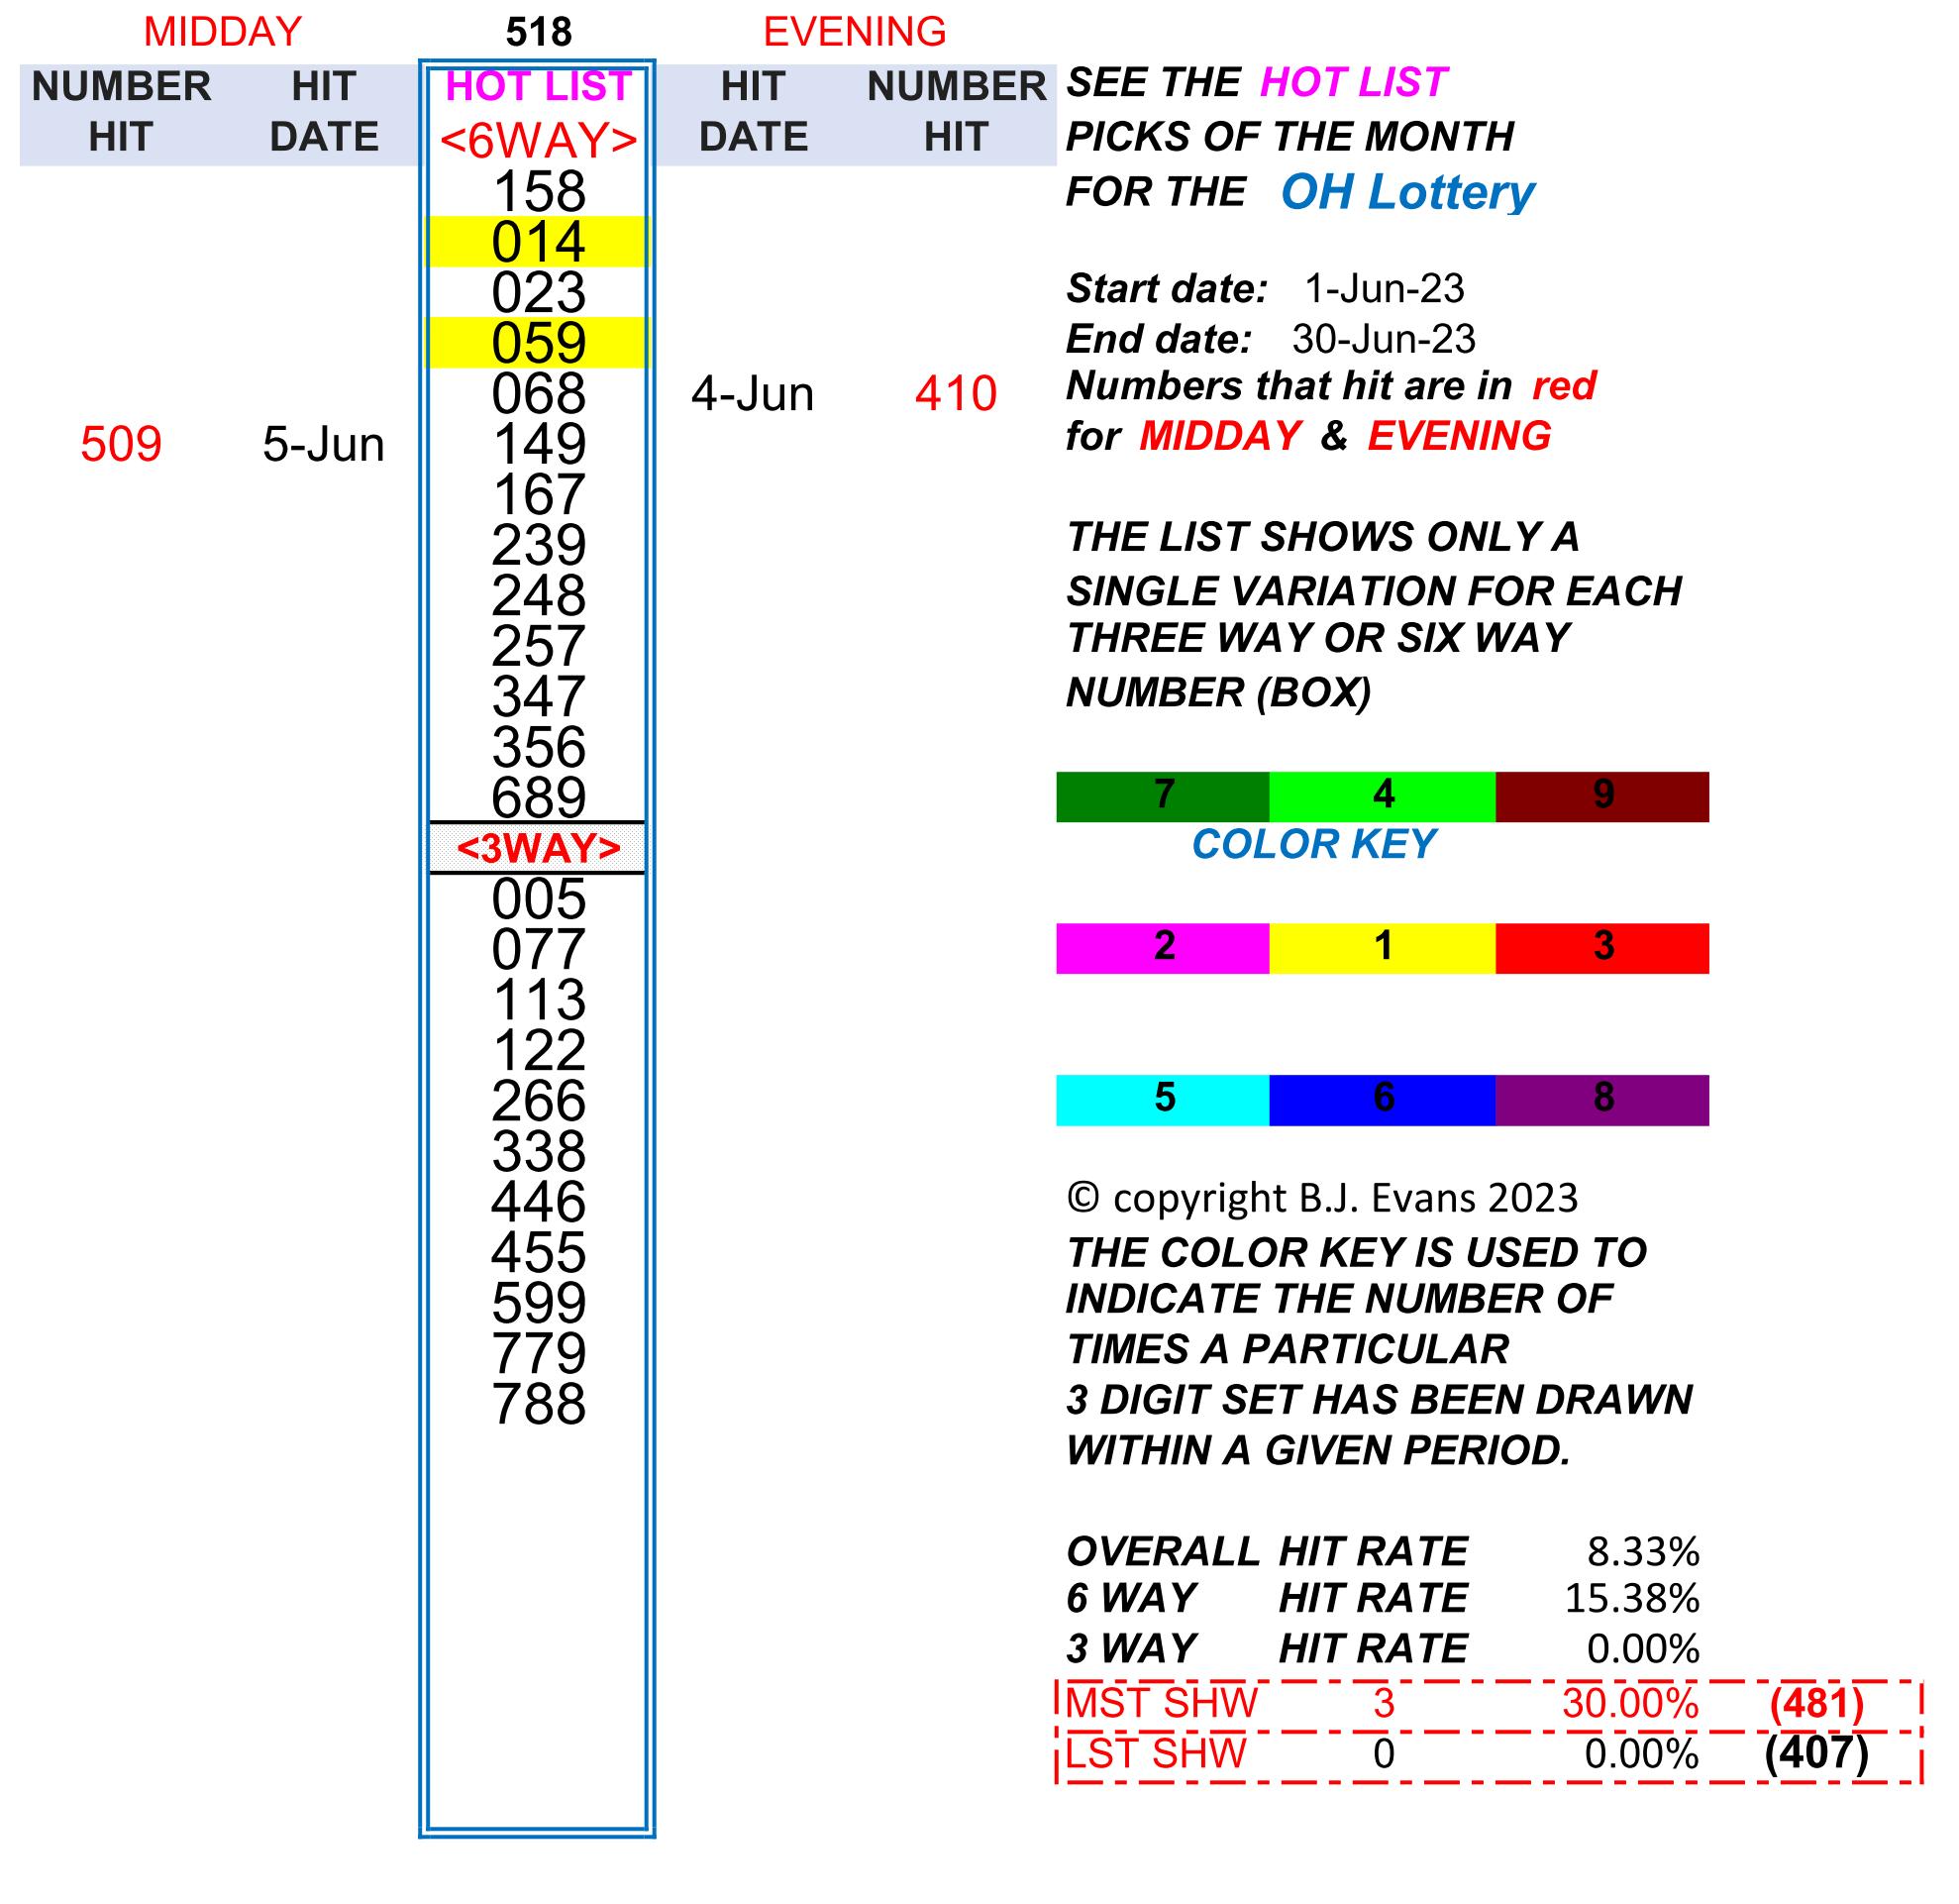 MIDDAY 518 EVENING
NUMBER HIT HOT LIST HIT NUMBER
HIT DATE <6WAY> DATE HIT
158
014
023
059
068 4-Jun 410
509 5-Jun 149
167
239
248
257
347
356
689
<3WAY>
005
077
113
122
266
338
446
455
599
779
788
SEE THE HOT LIST
PICKS OF THE MONTH
FOR THE OH Lottery
Start date: 1-Jun-23
End date: 30-Jun-23
Numbers that hit are in red
for MIDDAY & EVENING
THE LIST SHOWS ONLY A
SINGLE VARIATION FOR EACH
THREE WAY OR SIX WAY
NUMBER (BOX)
7 4 9
COLOR KEY
2 1 3
5 6 8
© copyright B.J. Evans 2023
THE COLOR KEY IS USED TO
INDICATE THE NUMBER OF
TIMES A PARTICULAR
3 DIGIT SET HAS BEEN DRAWN
WITHIN A GIVEN PERIOD.
OVERALL HIT RATE 8.33%
6 WAY HIT RATE 15.38%
3 WAY HIT RATE 0.00%
MST SHW 3 30.00% (481)
LST SHW 0 0.00% (407)